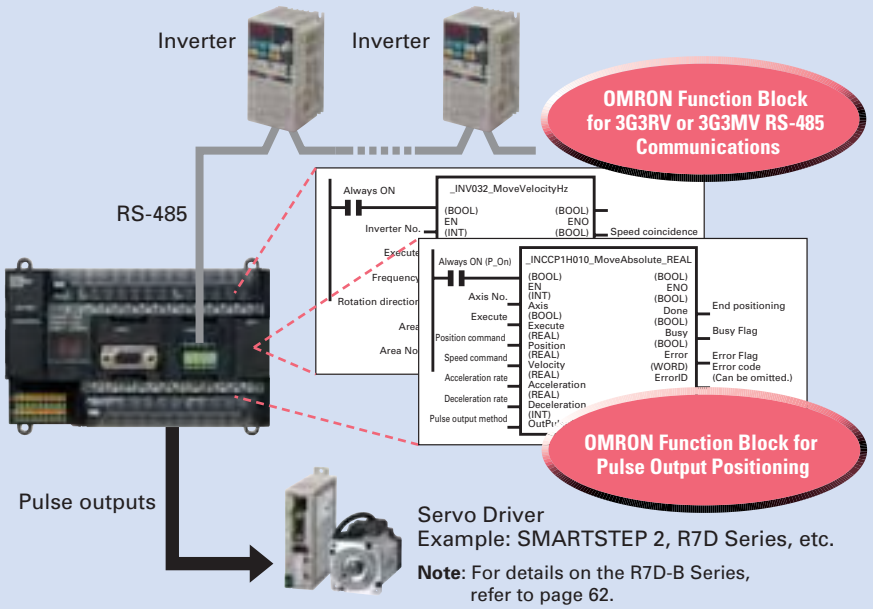 Inverter
Inverter
OMRON Function Block
for 3G3RV or 3G3MV RS-485
Communications
RS-485
Always ON
_INV032_MoveVelocityHz
(BOOL)
EN
(INT)
(BOOL)
ENO
(BOOL)
Speed coincidence
Inverter No.
Execute
Frequency
Rotation direction
Area
Area No
Always ON (P_On)
_INCCP1H010_MoveAbsolute_REAL
(BOOL)
EN
(INT)
Axis
(BOOL)
Execute
(REAL)
Position
(REAL)
Velocity
(REAL)
Acceleration
(REAL)
Deceleration
(INT)
OutPul
(BOOL)
ENO
(BOOL)
Done
(BOOL)
Busy
(BOOL)
Error
(WORD)
ErrorID
Axis No.
Execute
Position command
Speed command
Acceleration rate
Deceleration rate
Pulse output method
End positioning
Busy Flag
Error Flag
Error code
(Can be omitted.)
OMRON Function Block for
Pulse Output Positioning
Pulse outputs
Servo Driver
Example: SMARTSTEP 2, R7D Series, etc.
Note: For details on the R7D-B Series,
refer to page 62.